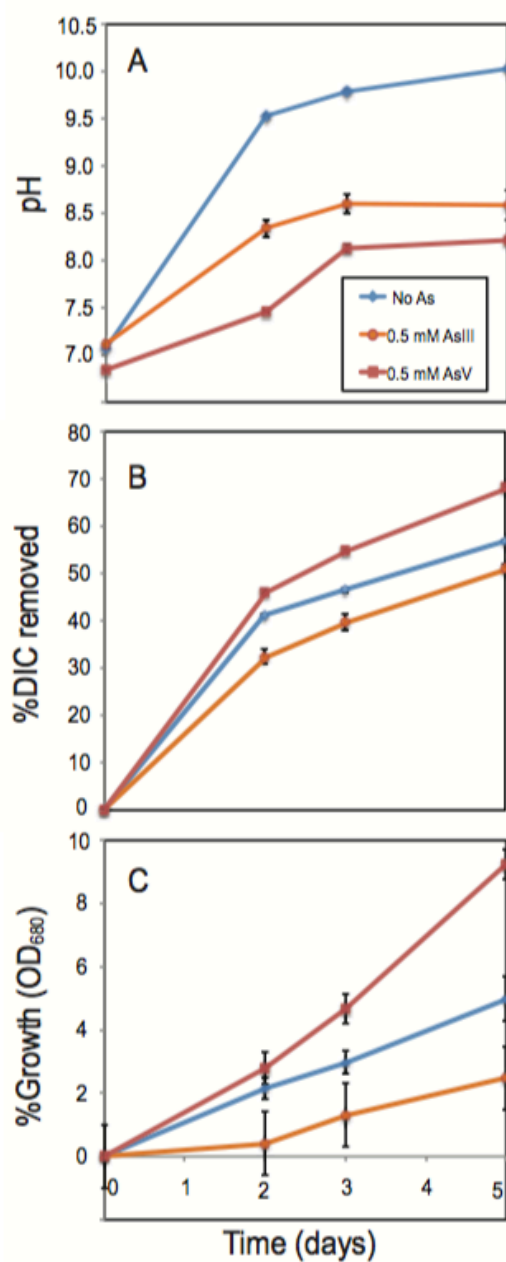 A
10.5
10.0
9.5
9.0
8.5
8.0
7.5
7.0
pH
No As
0.5 mM AsIII
0.5 mM AsV
B
80
70
60
50
40
30
20
10
0
%DIC removed
C
10
8
6
4
2
0
%Growth (OD₆₈₀)
0 1 2 3 4 5
Time (days)